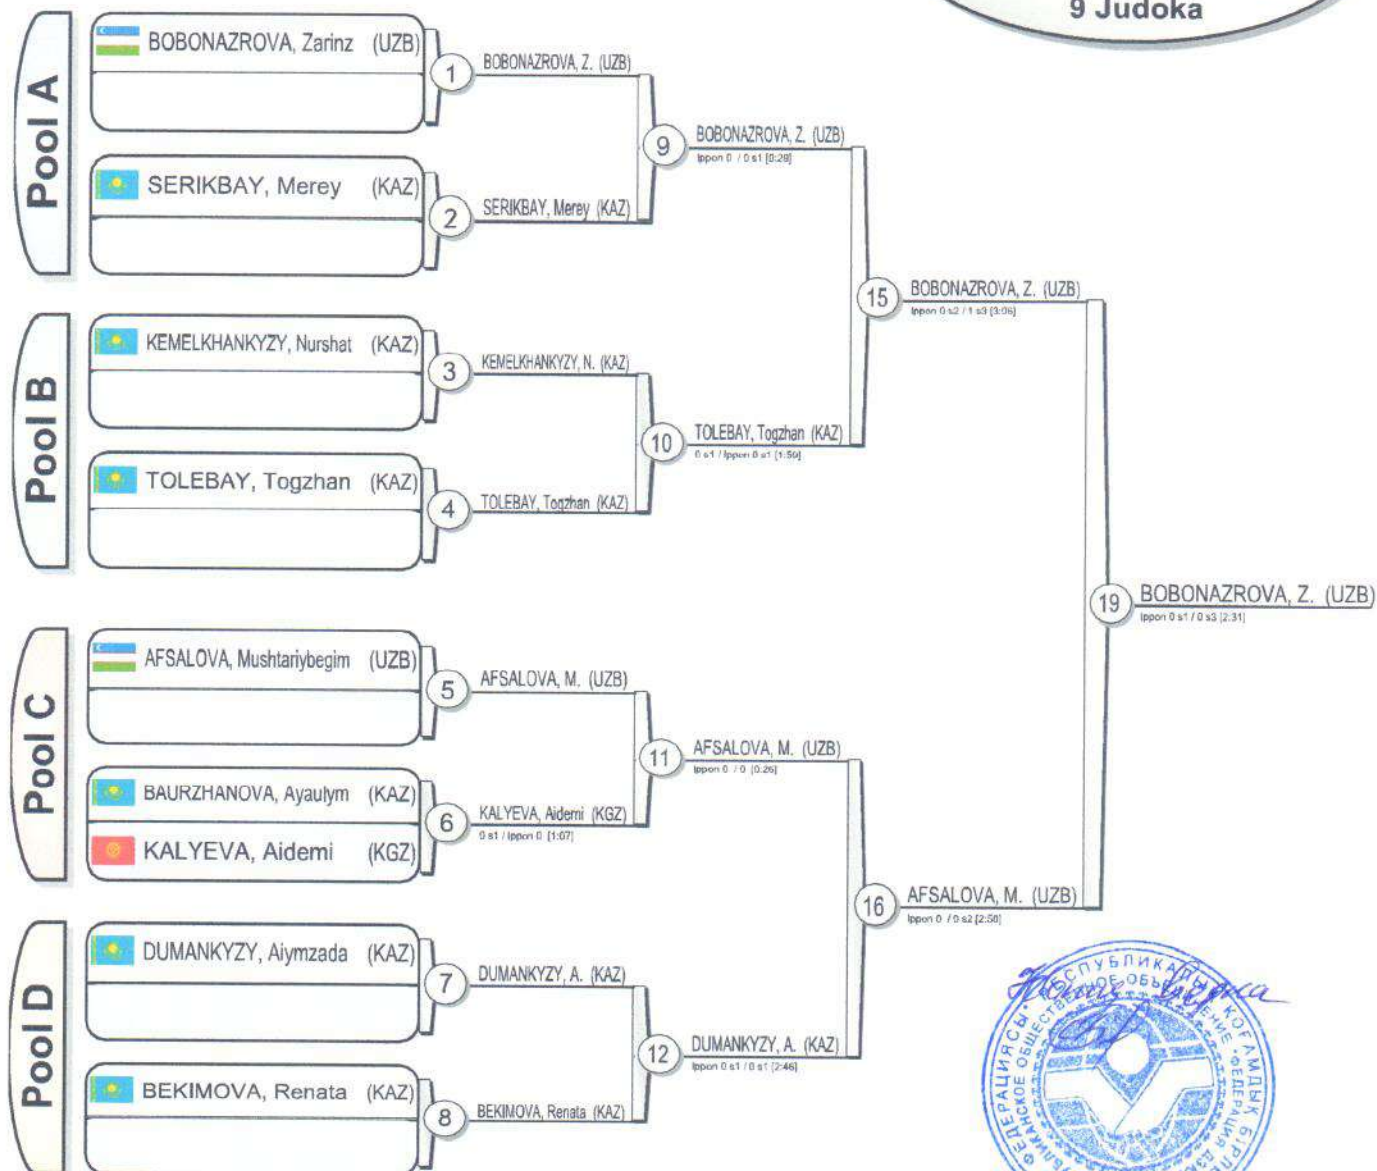 9 Judoka
Pool A
BOBONAZROVA, Zarinz (UZB)
SERIKBAY, Merey (KAZ)
1
BOBONAZROVA, Z. (UZB)
2
SERIKBAY, Merey (KAZ)
9
BOBONAZROVA, Z. (UZB)
Ippon 0 / 0 s1 [0:28]
Pool B
KEMELKHANKYZY, Nurshat (KAZ)
TOLEBAY, Togzhan (KAZ)
3
KEMELKHANKYZY, N. (KAZ)
4
TOLEBAY, Togzhan (KAZ)
10
TOLEBAY, Togzhan (KAZ)
0 s1 / Ippon 0 s1 [1:50]
15
BOBONAZROVA, Z. (UZB)
Ippon 0 s2 / 1 s3 [3:06]
Pool C
AFSALOVA, Mushtariybegim (UZB)
BAURZHANOVA, Ayaulym (KAZ)
KALYEVA, Aidemi (KGZ)
5
AFSALOVA, M. (UZB)
6
KALYEVA, Aidemi (KGZ)
0 s1 / Ippon 0 [1:07]
11
AFSALOVA, M. (UZB)
Ippon 0 / 0 [0:26]
Pool D
DUMANKYZY, Aiymzada (KAZ)
BEKIMOVA, Renata (KAZ)
7
DUMANKYZY, A. (KAZ)
8
BEKIMOVA, Renata (KAZ)
12
DUMANKYZY, A. (KAZ)
Ippon 0 s1 / 0 s1 [2:46]
16
AFSALOVA, M. (UZB)
Ippon 0 / 0 s2 [2:50]
19
BOBONAZROVA, Z. (UZB)
Ippon 0 s1 / 0 s3 [2:31]